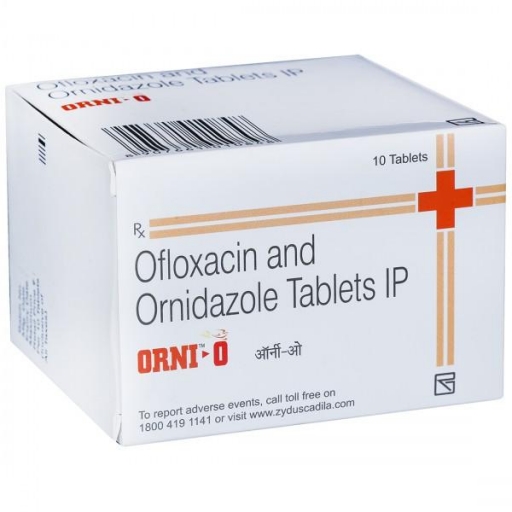 Ofloxacin and
Ornidazole Tablets IP
ORNI-O
10 Tablets
Rx
Ofloxacin and
Ornidazole Tablets IP
ORNI™-O ऑर्नी-ओ
To report adverse events, call toll free on
1800 419 1141 or visit www.zyduscadila.com